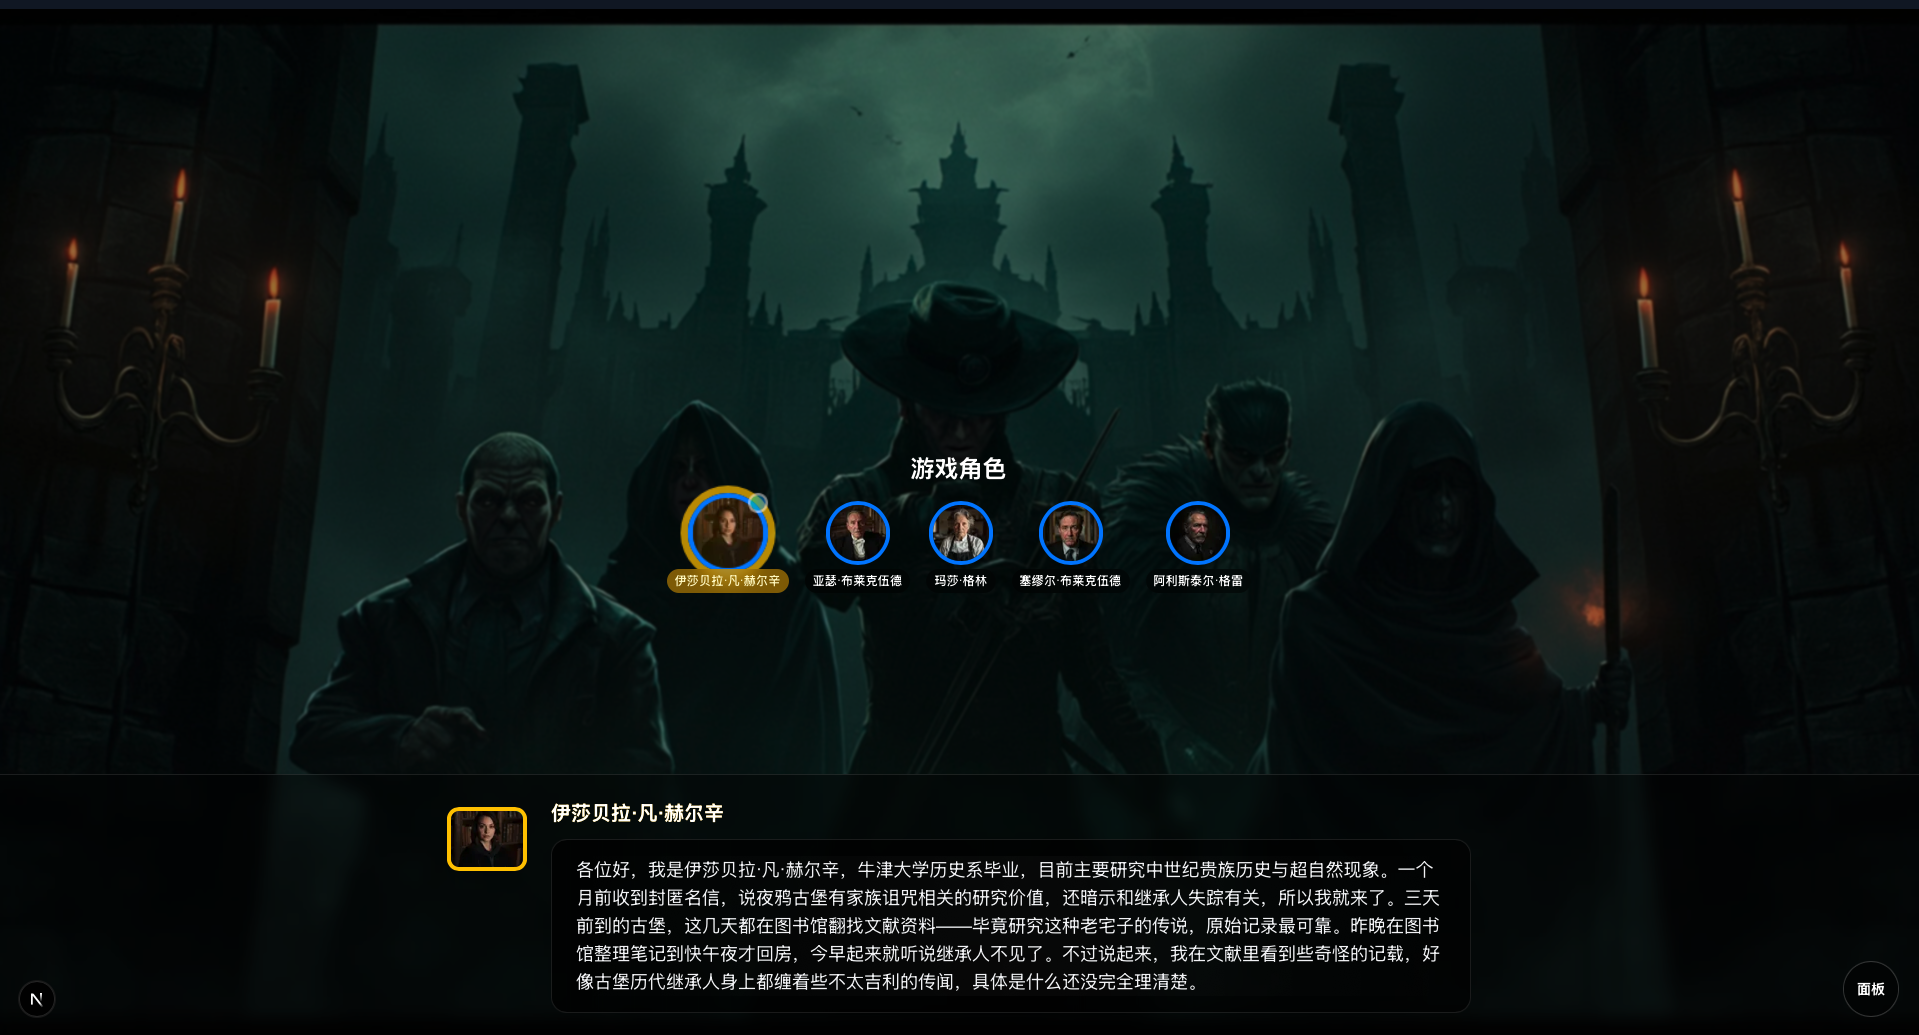 游戏角色
伊莎贝拉·凡·赫尔辛
亚瑟·布莱克伍德
玛莎·格林
塞缪尔·布莱克伍德
阿利斯泰尔·格雷
伊莎贝拉·凡·赫尔辛
各位好，我是伊莎贝拉·凡·赫尔辛，牛津大学历史系毕业，目前主要研究中世纪贵族历史与超自然现象。一个
月前收到封匿名信，说夜鸦古堡有家族诅咒相关的研究价值，还暗示和继承人失踪有关，所以我就来了。三天
前到的古堡，这几天都在图书馆翻找文献资料——毕竟研究这种老宅子的传说，原始记录最可靠。昨晚在图书
馆整理笔记到快午夜才回房，今早起来就听说继承人不见了。不过说起来，我在文献里看到些奇怪的记载，好
像古堡历代继承人身上都缠着些不太吉利的传闻，具体是什么还没完全理清楚。
N
面板